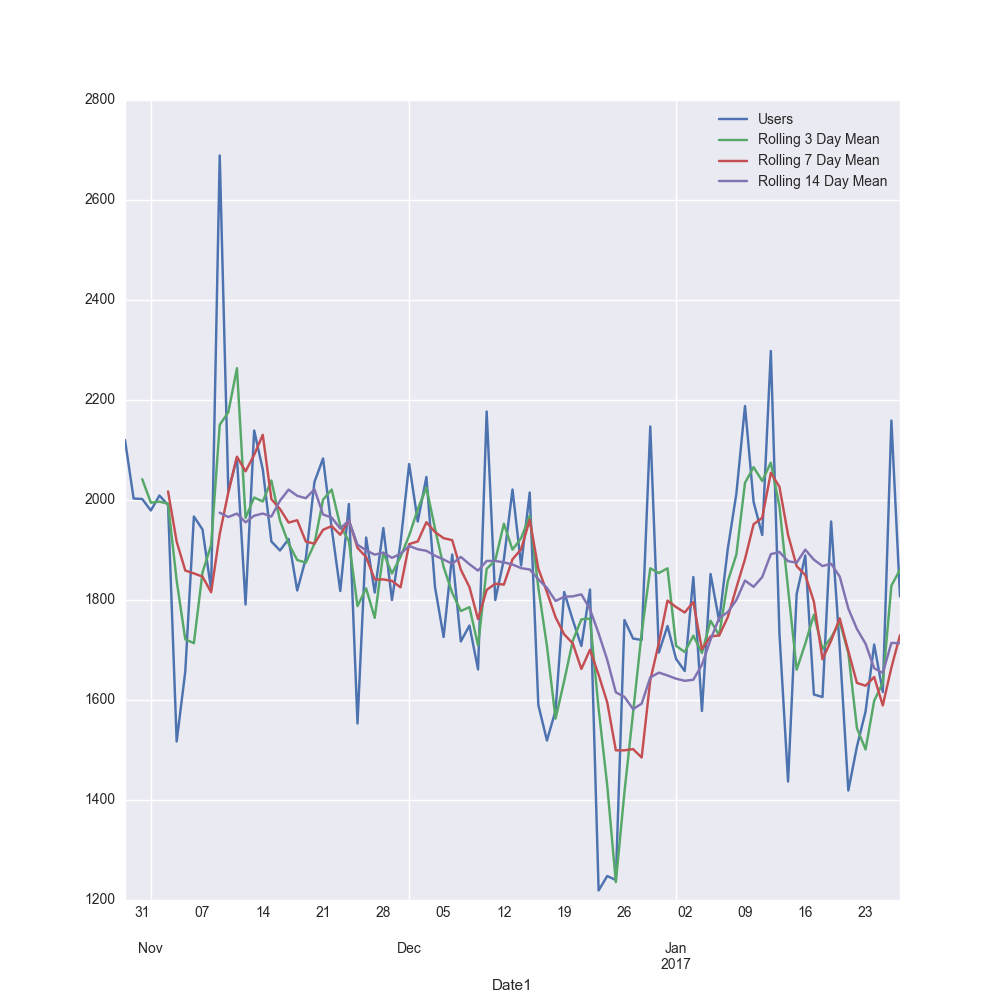 2800
2600
2400
2200
2000
1800
1600
1400
1200
Users
Rolling 3 Day Mean
Rolling 7 Day Mean
Rolling 14 Day Mean
31 07 14 21 28 05 12 19 26 02 09 16 23
Nov Dec Jan
2017
Date1